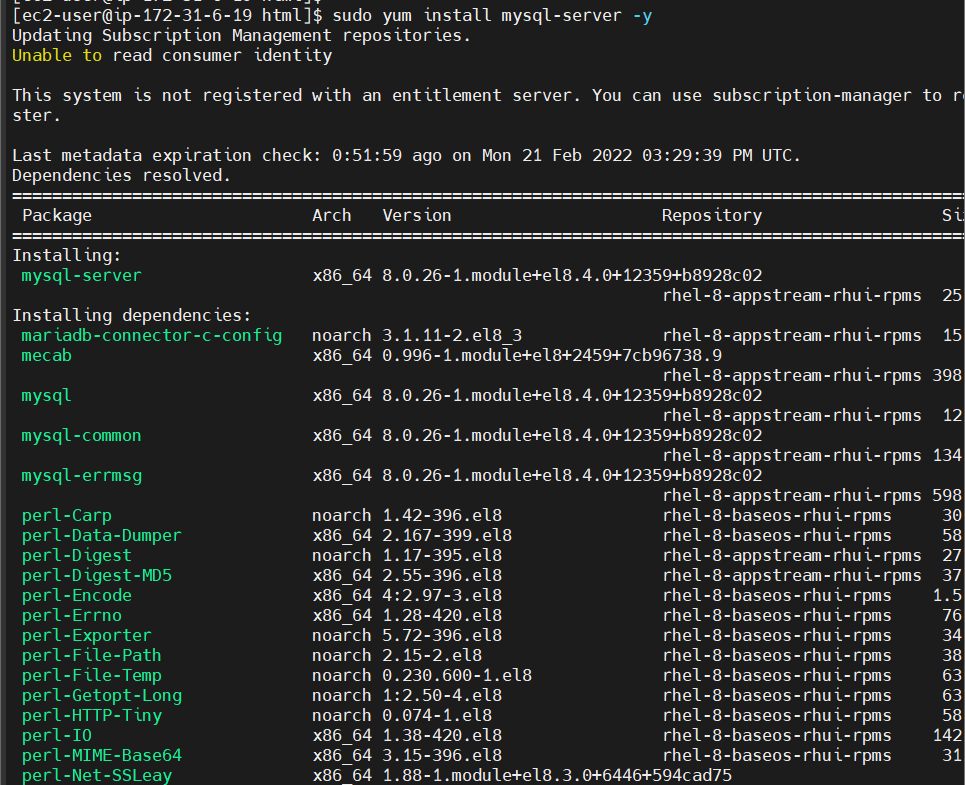 [ec2-user@ip-172-31-6-19 html]$ sudo yum install mysql-server -y
Updating Subscription Management repositories.
Unable to read consumer identity
This system is not registered with an entitlement server. You can use subscription-manager to re
ster.
Last metadata expiration check: 0:51:59 ago on Mon 21 Feb 2022 03:29:39 PM UTC.
Dependencies resolved.
================================================================================================
Package Arch Version Repository Si
================================================================================================
Installing:
mysql-server x86_64 8.0.26-1.module+el8.4.0+12359+b8928c02
rhel-8-appstream-rhui-rpms 25
Installing dependencies:
mariadb-connector-c-config noarch 3.1.11-2.el8_3 rhel-8-appstream-rhui-rpms 15
mecab x86_64 0.996-1.module+el8+2459+7cb96738.9
rhel-8-appstream-rhui-rpms 398
mysql x86_64 8.0.26-1.module+el8.4.0+12359+b8928c02
rhel-8-appstream-rhui-rpms 12
mysql-common x86_64 8.0.26-1.module+el8.4.0+12359+b8928c02
rhel-8-appstream-rhui-rpms 134
mysql-errmsg x86_64 8.0.26-1.module+el8.4.0+12359+b8928c02
rhel-8-appstream-rhui-rpms 598
perl-Carp noarch 1.42-396.el8 rhel-8-baseos-rhui-rpms 30
perl-Data-Dumper x86_64 2.167-399.el8 rhel-8-baseos-rhui-rpms 58
perl-Digest noarch 1.17-395.el8 rhel-8-appstream-rhui-rpms 27
perl-Digest-MD5 x86_64 2.55-396.el8 rhel-8-appstream-rhui-rpms 37
perl-Encode x86_64 4:2.97-3.el8 rhel-8-baseos-rhui-rpms 1.5
perl-Errno x86_64 1.28-420.el8 rhel-8-baseos-rhui-rpms 76
perl-Exporter noarch 5.72-396.el8 rhel-8-baseos-rhui-rpms 34
perl-File-Path noarch 2.15-2.el8 rhel-8-baseos-rhui-rpms 38
perl-File-Temp noarch 0.230.600-1.el8 rhel-8-baseos-rhui-rpms 63
perl-Getopt-Long noarch 1:2.50-4.el8 rhel-8-baseos-rhui-rpms 63
perl-HTTP-Tiny noarch 0.074-1.el8 rhel-8-baseos-rhui-rpms 58
perl-IO x86_64 1.38-420.el8 rhel-8-baseos-rhui-rpms 142
perl-MIME-Base64 x86_64 3.15-396.el8 rhel-8-baseos-rhui-rpms 31
perl-Net-SSLeay x86_64 1.88-1.module+el8.3.0+6446+594cad75